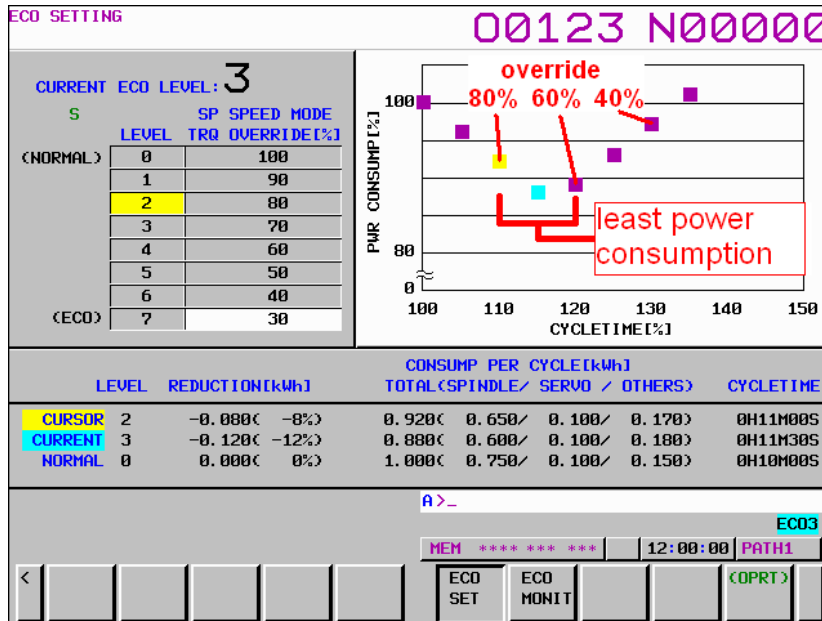 ECO SETTING
O0123 N00000
CURRENT ECO LEVEL:3
S SP SPEED MODE
LEVEL TRQ OVERRIDE[%]
(NORMAL) 0 100
1 90
2 80
3 70
4 60
5 50
6 40
(ECO) 7 30
override
80% 60% 40%
PWR CONSUMP[%]
100
80
0
least power
consumption
100 110 120 130 140 150
CYCLETIME[%]
CONSUMP PER CYCLE[kWh]
LEVEL REDUCTION[kWh] TOTAL(SPINDLE/ SERVO / OTHERS) CYCLETIME
CURSOR 2 -0.080( -8%) 0.920( 0.650/ 0.100/ 0.170) 0H11M00S
CURRENT 3 -0.120( -12%) 0.880( 0.600/ 0.100/ 0.180) 0H11M30S
NORMAL 0 0.000( 0%) 1.000( 0.750/ 0.100/ 0.150) 0H10M00S
A>_
ECO3
MEM **** *** *** 12:00:00 PATH1
< ECO SET ECO MONIT (OPRT)